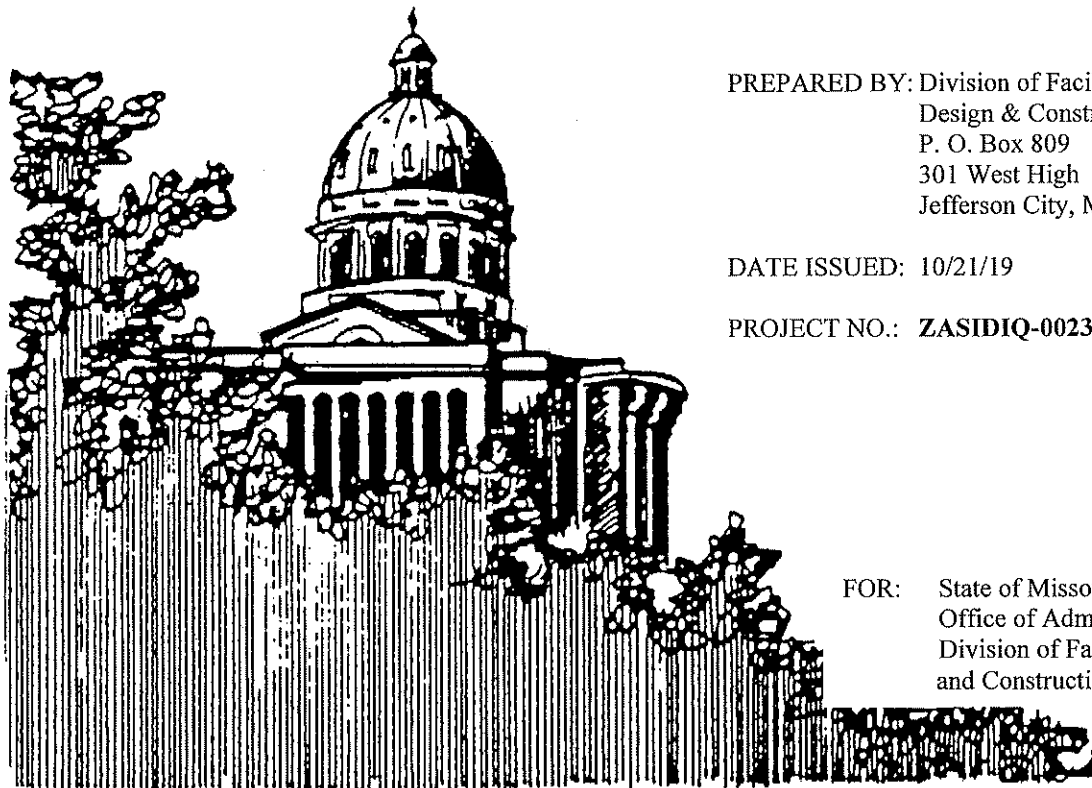 PREPARED BY: Division of Faci
Design & Constr
P. O. Box 809
301 West High
Jefferson City, M
DATE ISSUED: 10/21/19
PROJECT NO.: ZASIDIQ-0023
FOR: State of Misso
Office of Adm
Division of Fa
and Constructi